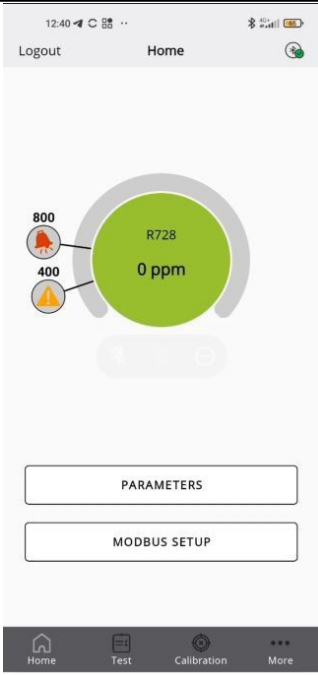 12:40
Logout
Home
800
R728
400
0 ppm
PARAMETERS
MODBUS SETUP
Home
Test
Calibration
More